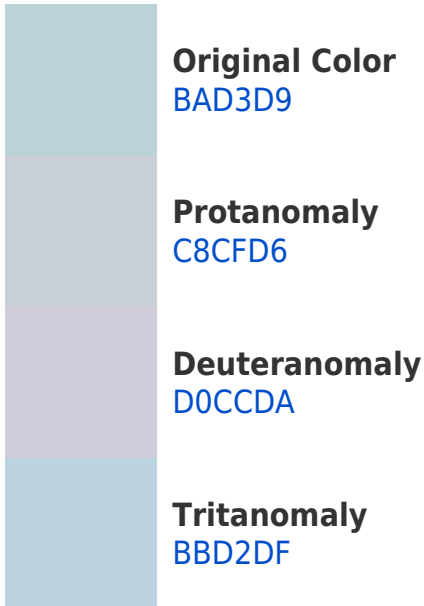 Original Color
BAD3D9
Protanomaly
C8CFD6
Deuteranomaly
D0CCDA
Tritanomaly
BBD2DF